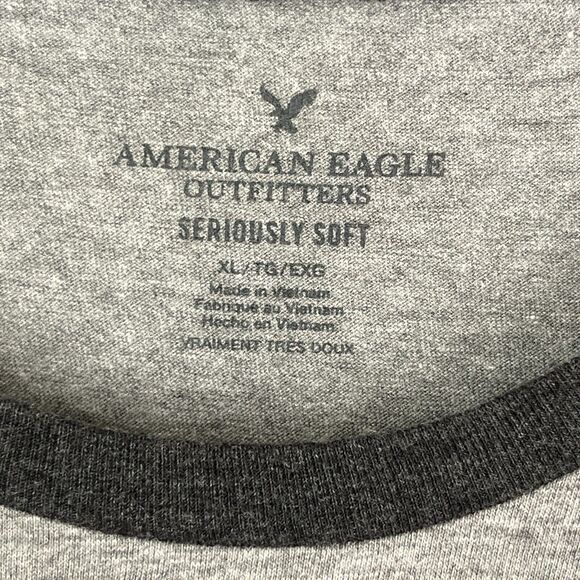 AMERICAN EAGLE
OUTFITTERS
SERIOUSLY SOFT
XL/TG/EXG
Made in Vietnam
Fabriqué au Vietnam
Hecho en Vietnam
VRAIMENT TRÈS DOUX